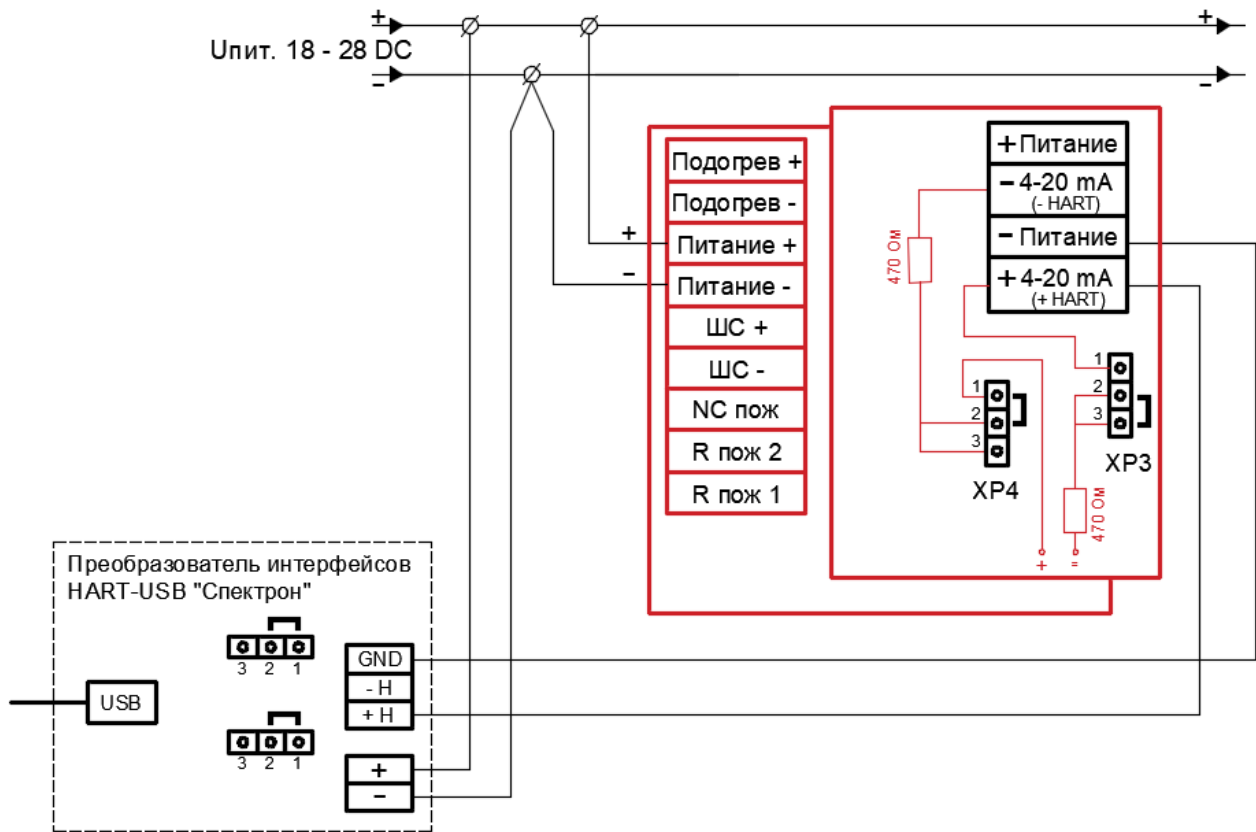 + +
Uпит. 18 - 28 DC
− −
Подогрев +
Подогрев -
+ Питание +
− Питание -
ШС +
ШС -
NC пож
R пож 2
R пож 1
+ Питание
− 4-20 mA
(- HART)
− Питание
+ 4-20 mA
(+ HART)
470 Ом
1
2
3
XP4
1
2
3
XP3
470 Ом
+ =
Преобразователь интерфейсов
HART-USB "Спектрон"
3 2 1
USB
3 2 1
GND
- H
+ H
+
−